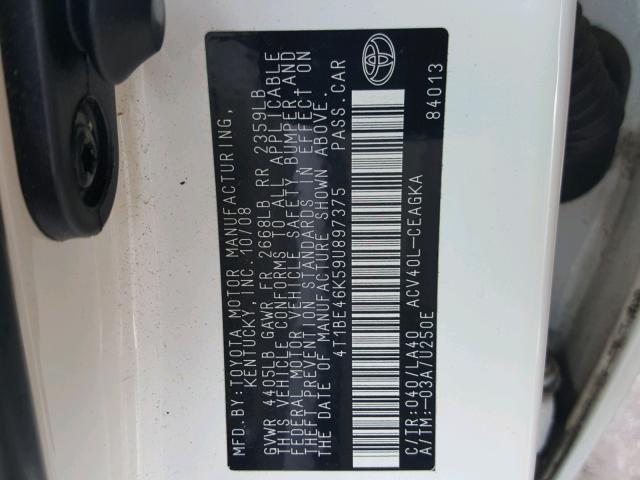 MFD.BY: TOYOTA MOTOR MANUFACTURING,
KENTUCKY, INC. 10/08
GVWR 4405LB GAWR FR 2668LB RR 2359LB
THIS VEHICLE CONFORMS TO ALL APPLICABLE
FEDERAL MOTOR VEHICLE SAFETY, BUMPER, AND
THEFT PREVENTION STANDARDS IN EFFECT ON
THE DATE OF MANUFACTURE SHOWN ABOVE.
4T1BE46K59U897375 PASS.CAR
C/TR: 040/LA40 ACV40L-CEAGKA
A/TM: -03A/U250E 84013